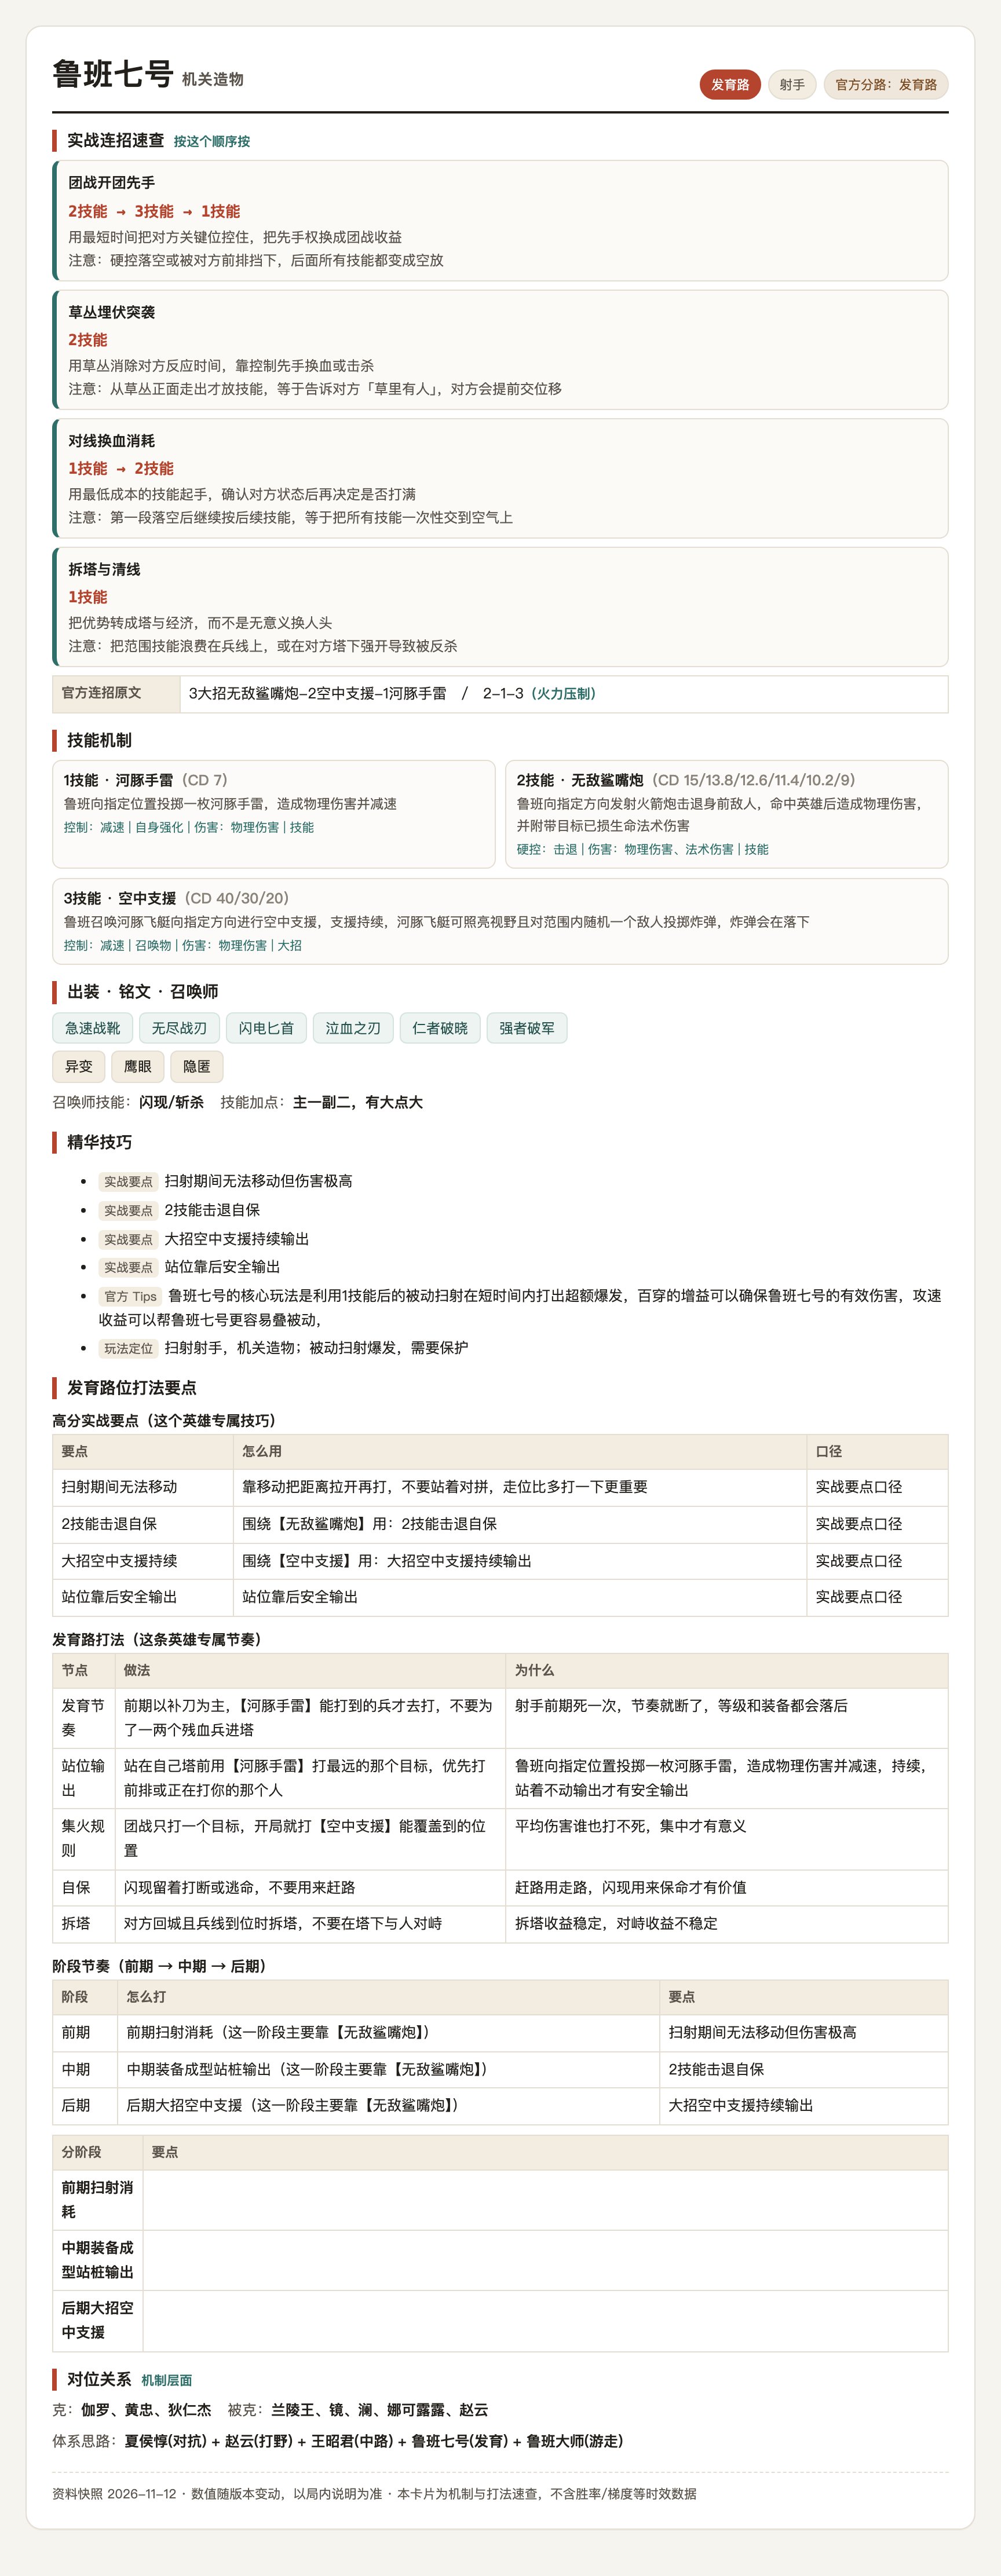 鲁班七号 机关造物
发育路 射手 官方分路：发育路
实战连招速查 按这个顺序按
团战开团先手
2技能 → 3技能 → 1技能
用最短时间把对方关键位控住，把先手权换成团战收益
注意：硬控落空或被对方前排挡下，后面所有技能都变成空放
草丛埋伏突袭
2技能
用草丛消除对方反应时间，靠控制先手换血或击杀
注意：从草丛正面走出才放技能，等于告诉对方「草里有人」，对方会提前交位移
对线换血消耗
1技能 → 2技能
用最低成本的技能起手，确认对方状态后再决定是否打满
注意：第一段落空后继续按后续技能，等于把所有技能一次性交到空气上
拆塔与清线
1技能
把优势转成塔与经济，而不是无意义换人头
注意：把范围技能浪费在兵线上，或在对方塔下强开导致被反杀
官方连招原文 3大招无敌鲨嘴炮-2空中支援-1河豚手雷 / 2-1-3（火力压制）
技能机制
1技能 · 河豚手雷（CD 7）
鲁班向指定位置投掷一枚河豚手雷，造成物理伤害并减速
控制：减速 | 自身强化 | 伤害：物理伤害 | 技能
2技能 · 无敌鲨嘴炮（CD 15/13.8/12.6/11.4/10.2/9）
鲁班向指定方向发射火箭炮击退身前敌人，命中英雄后造成物理伤害，
并附带目标已损生命法术伤害
硬控：击退 | 伤害：物理伤害、法术伤害 | 技能
3技能 · 空中支援（CD 40/30/20）
鲁班召唤河豚飞艇向指定方向进行空中支援，支援持续，河豚飞艇可照亮视野且对范围内随机一个敌人投掷炸弹，炸弹会在落下
控制：减速 | 召唤物 | 伤害：物理伤害 | 大招
出装 · 铭文 · 召唤师
急速战靴 无尽战刃 闪电匕首 泣血之刃 仁者破晓 强者破军
异变 鹰眼 隐匿
召唤师技能：闪现/斩杀 技能加点：主一副二，有大点大
精华技巧
• 实战要点 扫射期间无法移动但伤害极高
• 实战要点 2技能击退自保
• 实战要点 大招空中支援持续输出
• 实战要点 站位靠后安全输出
• 官方 Tips 鲁班七号的核心玩法是利用1技能后的被动扫射在短时间内打出超额爆发，百穿的增益可以确保鲁班七号的有效伤害，攻速
收益可以帮鲁班七号更容易叠被动，
• 玩法定位 扫射射手，机关造物；被动扫射爆发，需要保护
发育路位打法要点
高分实战要点（这个英雄专属技巧）
要点 怎么用 口径
扫射期间无法移动 靠移动把距离拉开再打，不要站着对拼，走位比多打一下更重要 实战要点口径
2技能击退自保 围绕【无敌鲨嘴炮】用：2技能击退自保 实战要点口径
大招空中支援持续 围绕【空中支援】用：大招空中支援持续输出 实战要点口径
站位靠后安全输出 站位靠后安全输出 实战要点口径
发育路打法（这条英雄专属节奏）
节点 做法 为什么
发育节
奏
前期以补刀为主，【河豚手雷】能打到的兵才去打，不要为
了一两个残血兵进塔
射手前期死一次，节奏就断了，等级和装备都会落后
站位输
出
站在自己塔前用【河豚手雷】打最远的那个目标，优先打
前排或正在打你的那个人
鲁班向指定位置投掷一枚河豚手雷，造成物理伤害并减速，持续，
站着不动输出才有安全输出
集火规
则
团战只打一个目标，开局就打【空中支援】能覆盖到的位
置
平均伤害谁也打不死，集中才有意义
自保 闪现留着打断或逃命，不要用来赶路 赶路用走路，闪现用来保命才有价值
拆塔 对方回城且兵线到位时拆塔，不要在塔下与人对峙 拆塔收益稳定，对峙收益不稳定
阶段节奏（前期 → 中期 → 后期）
阶段 怎么打 要点
前期 前期扫射消耗（这一阶段主要靠【无敌鲨嘴炮】） 扫射期间无法移动但伤害极高
中期 中期装备成型站桩输出（这一阶段主要靠【无敌鲨嘴炮】） 2技能击退自保
后期 后期大招空中支援（这一阶段主要靠【无敌鲨嘴炮】） 大招空中支援持续输出
分阶段 要点
前期扫射消
耗
中期装备成
型站桩输出
后期大招空
中支援
对位关系 机制层面
克：伽罗、黄忠、狄仁杰 被克：兰陵王、镜、澜、娜可露露、赵云
体系思路：夏侯惇(对抗) + 赵云(打野) + 王昭君(中路) + 鲁班七号(发育) + 鲁班大师(游走)
资料快照 2026-11-12 · 数值随版本变动，以局内说明为准 · 本卡片为机制与打法速查，不含胜率/梯度等时效数据